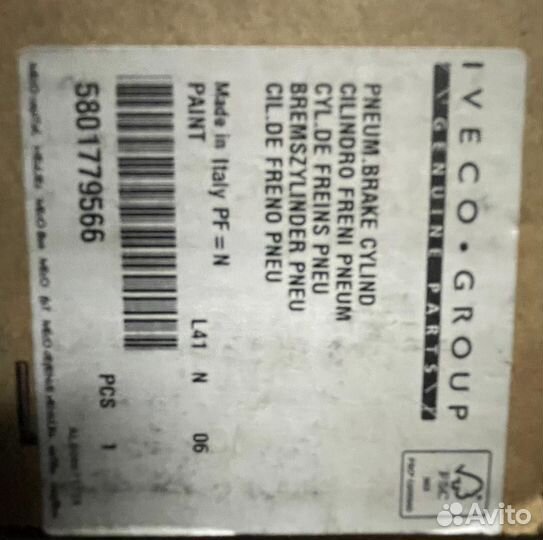 IVECO • GROUP
GENUINE PARTS
PNEUM.BRAKE CYLIND
CILINDRO FRENI PNEUM
CYL.DE FREINS PNEU
BREMSZYLINDER PNEU
CIL.DE FRENO PNEU
Made in Italy PF=N
PAINT L41 N 06
5801779566 PCS 1
FSC
Avito